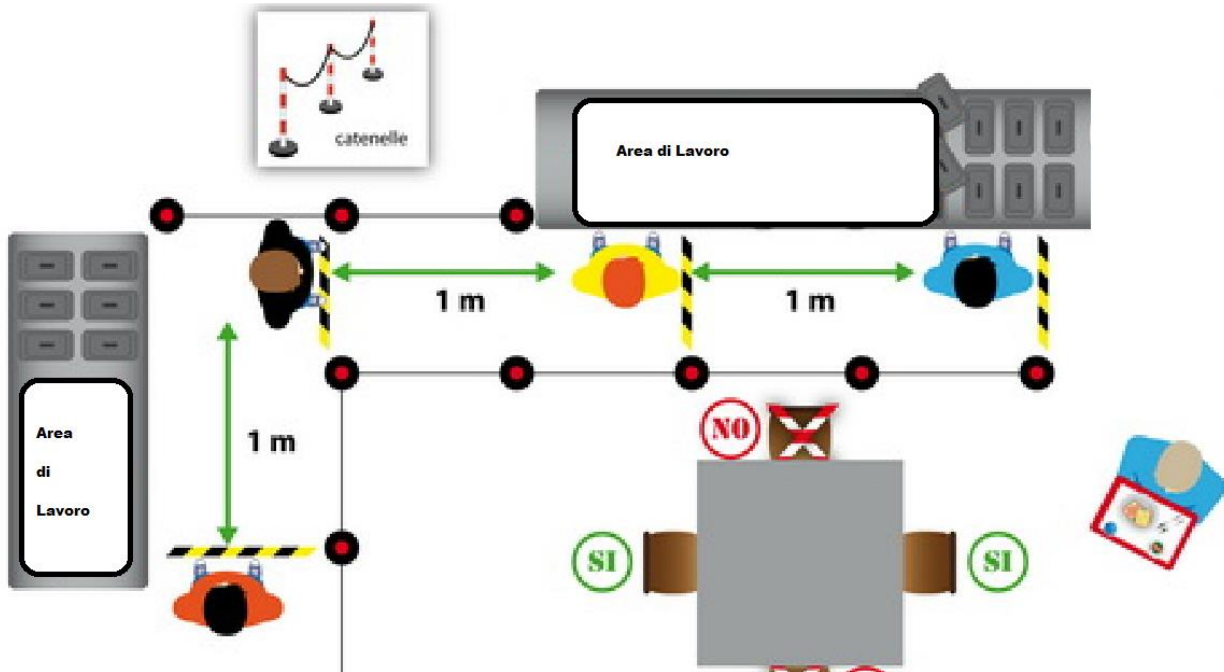 catenelle
Area di Lavoro
1 m
1 m
Area
di
Lavoro
1 m
NO
SI
SI